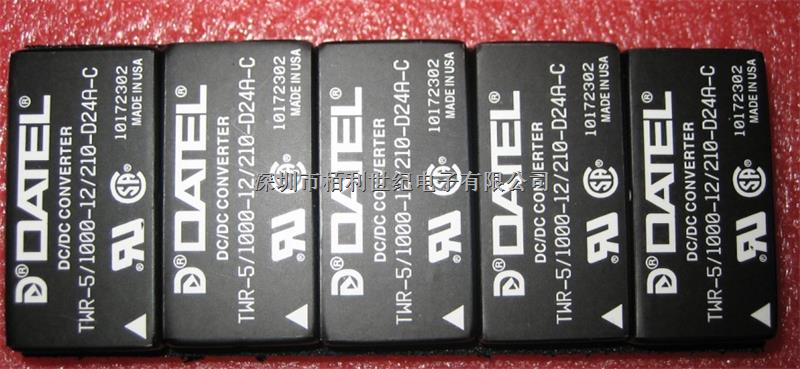 DATEL®
DC/DC CONVERTER
TWR-5/1000-12/210-D24A-C
10172302
MADE IN USA
DATEL®
DC/DC CONVERTER
TWR-5/1000-12/210-D24A-C
10172302
MADE IN USA
DATEL®
DC/DC CONVERTER
TWR-5/1000-12/210-D24A-C
10172302
MADE IN USA
DATEL®
DC/DC CONVERTER
TWR-5/1000-12/210-D24A-C
10172302
MADE IN USA
DATEL®
DC/DC CONVERTER
TWR-5/1000-12/210-D24A-C
10172302
MADE IN USA
深圳市栢利世纪电子有限公司